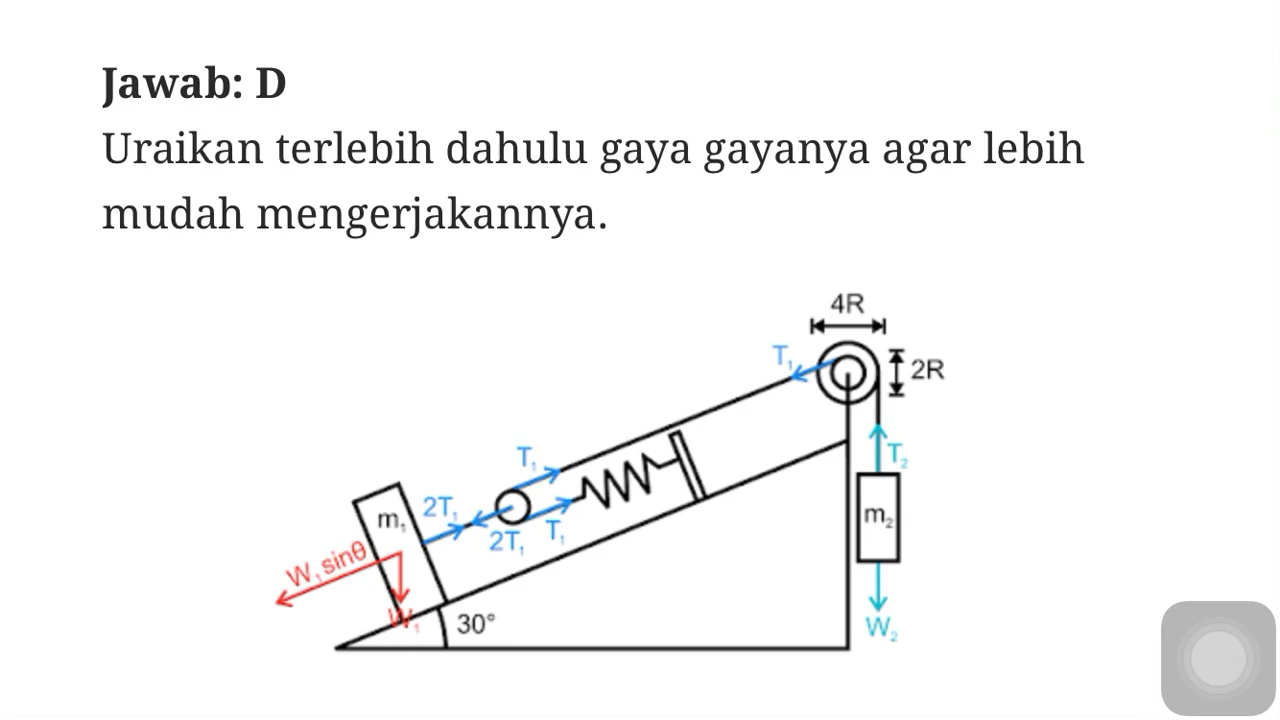 Jawab: D
Uraikan terlebih dahulu gaya gayanya agar lebih
mudah mengerjakannya.
4R
T₁
2R
T₁
T₂
2T₁
m₁
m₂
2T₁
T₁
W₁ sinθ
W₁
30°
W₂